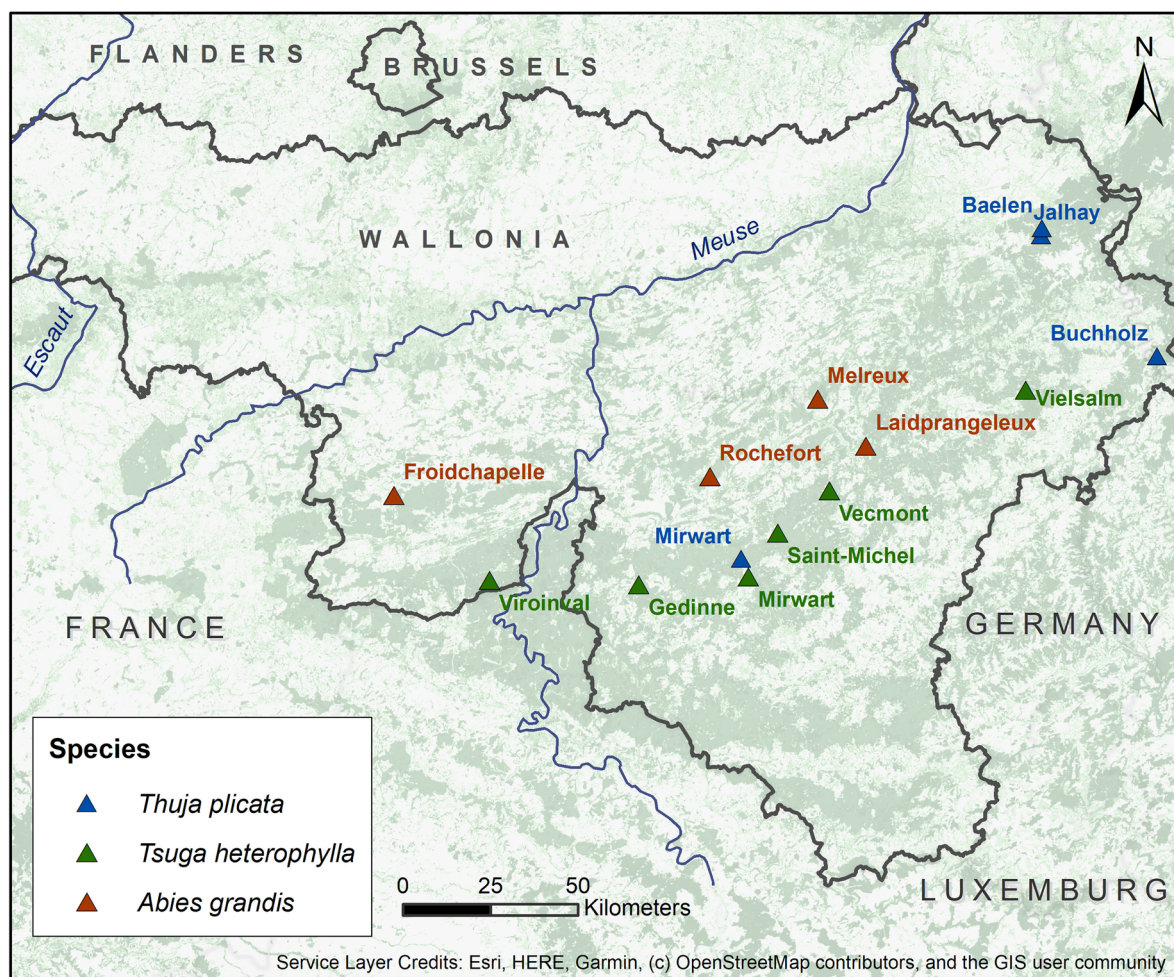 FLANDERS
BRUSSELS
N
Baelen
Jalhay
WALLONIA
Meuse
Escaut
Buchholz
Melreux
Vielsalm
Laidprangeleux
Rochefort
Froidchapelle
Vecmont
Mirwart
Saint-Michel
Viroinval
Gedinne
Mirwart
FRANCE
GERMANY
Species
Thuja plicata
Tsuga heterophylla
Abies grandis
0 25 50
Kilometers
LUXEMBURG
Service Layer Credits: Esri, HERE, Garmin, (c) OpenStreetMap contributors, and the GIS user community